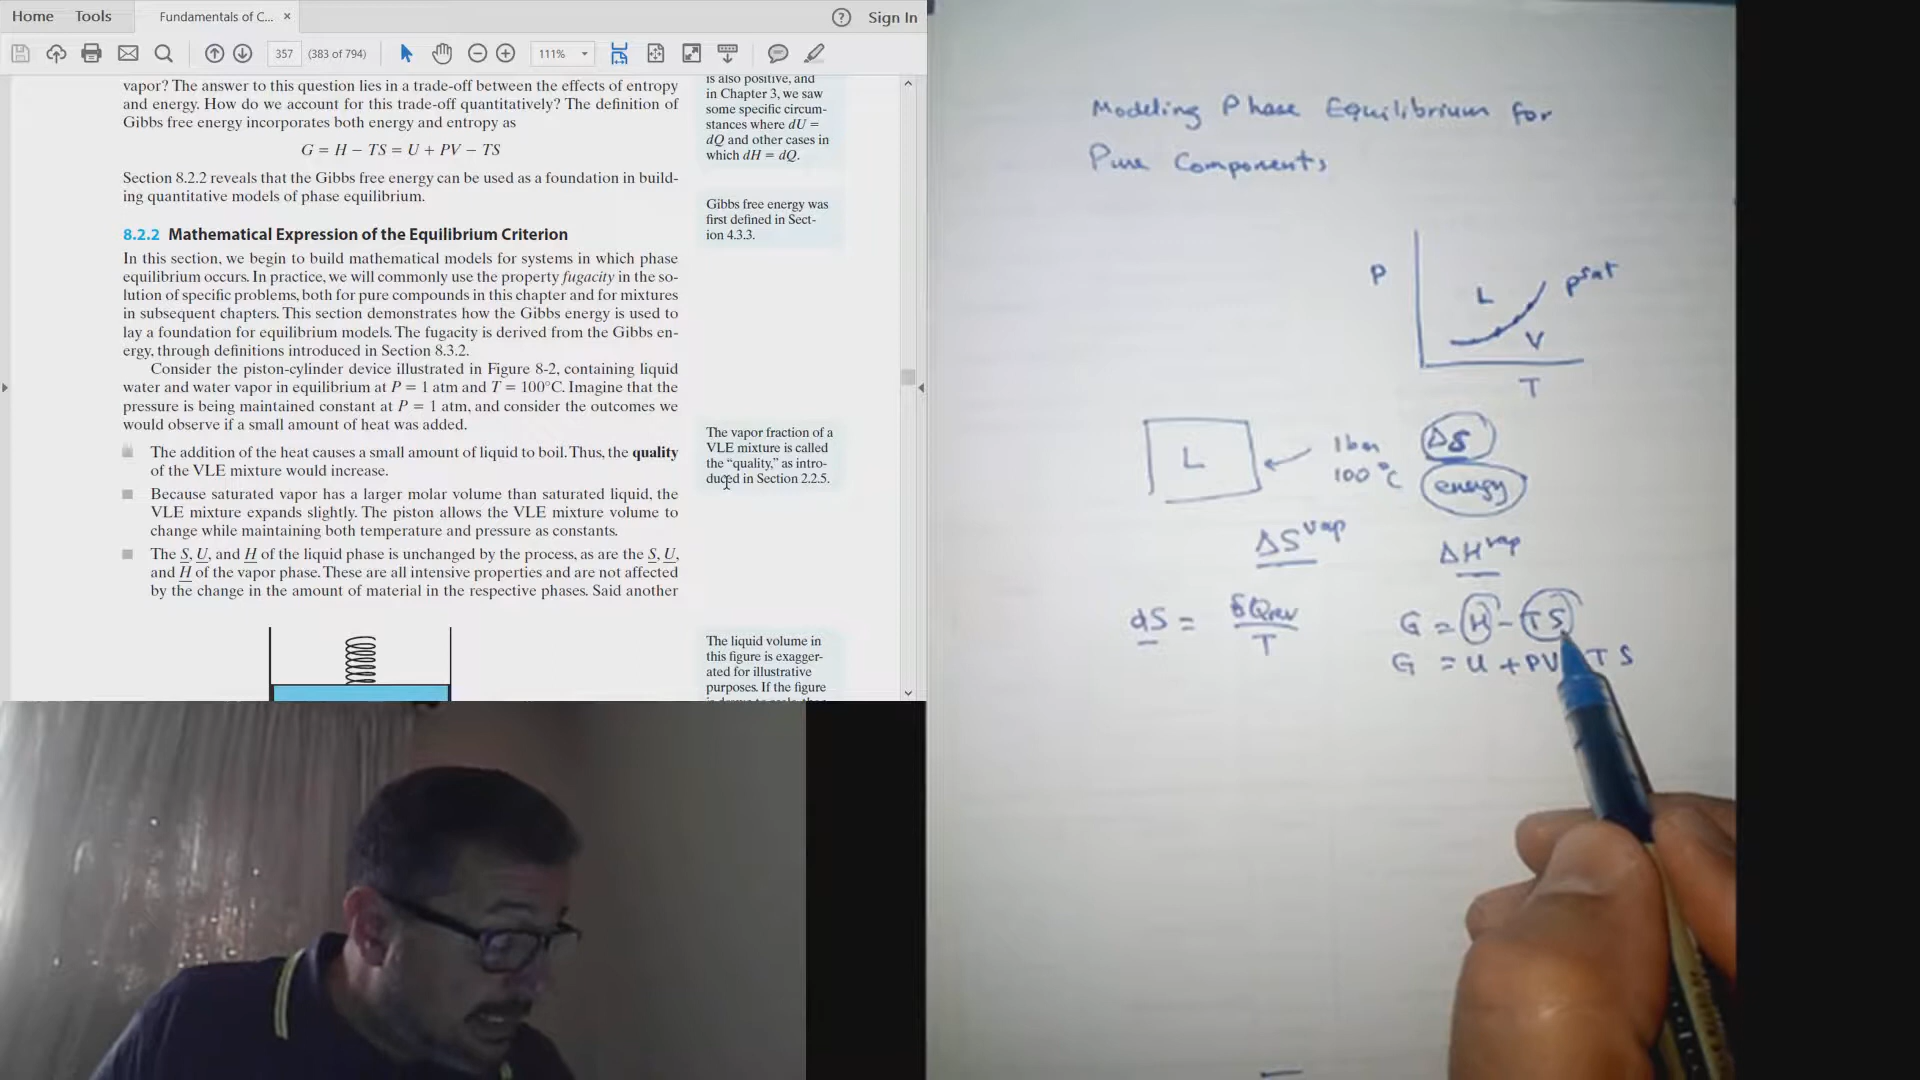 Home Tools Fundamentals of C... × ? Sign In
357 (383 of 794) 111%
vapor? The answer to this question lies in a trade-off between the effects of entropy
and energy. How do we account for this trade-off quantitatively? The definition of
Gibbs free energy incorporates both energy and entropy as
G = H − TS = U + PV − TS
Section 8.2.2 reveals that the Gibbs free energy can be used as a foundation in build-
ing quantitative models of phase equilibrium.
8.2.2 Mathematical Expression of the Equilibrium Criterion
In this section, we begin to build mathematical models for systems in which phase
equilibrium occurs. In practice, we will commonly use the property fugacity in the so-
lution of specific problems, both for pure compounds in this chapter and for mixtures
in subsequent chapters. This section demonstrates how the Gibbs energy is used to
lay a foundation for equilibrium models. The fugacity is derived from the Gibbs en-
ergy, through definitions introduced in Section 8.3.2.
Consider the piston-cylinder device illustrated in Figure 8-2, containing liquid
water and water vapor in equilibrium at P = 1 atm and T = 100°C. Imagine that the
pressure is being maintained constant at P = 1 atm, and consider the outcomes we
would observe if a small amount of heat was added.
The addition of the heat causes a small amount of liquid to boil. Thus, the quality
of the VLE mixture would increase.
Because saturated vapor has a larger molar volume than saturated liquid, the
VLE mixture expands slightly. The piston allows the VLE mixture volume to
change while maintaining both temperature and pressure as constants.
The S, U, and H of the liquid phase is unchanged by the process, as are the S, U,
and H of the vapor phase. These are all intensive properties and are not affected
by the change in the amount of material in the respective phases. Said another
is also positive, and
in Chapter 3, we saw
some specific circum-
stances where dU =
dQ and other cases in
which dH = dQ.
Gibbs free energy was
first defined in Sect-
ion 4.3.3.
The vapor fraction of a
VLE mixture is called
the “quality,” as intro-
duced in Section 2.2.5.
The liquid volume in
this figure is exagger-
ated for illustrative
purposes. If the figure
Modeling Phase Equilibrium for
Pure Components
P
L
P^sat
V
T
L
1 bar
100 °C
ΔS
energy
ΔS^vap
ΔH^vap
dS = δQrev / T
G = H - TS
G = U + PV TS